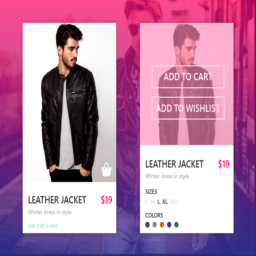 LEATHER JACKET $19
Winter dress in style
ADD TO CART
ADD TO WISHLIST
LEATHER JACKET $19
Winter dress in style
SIZES
S M L XL
COLORS